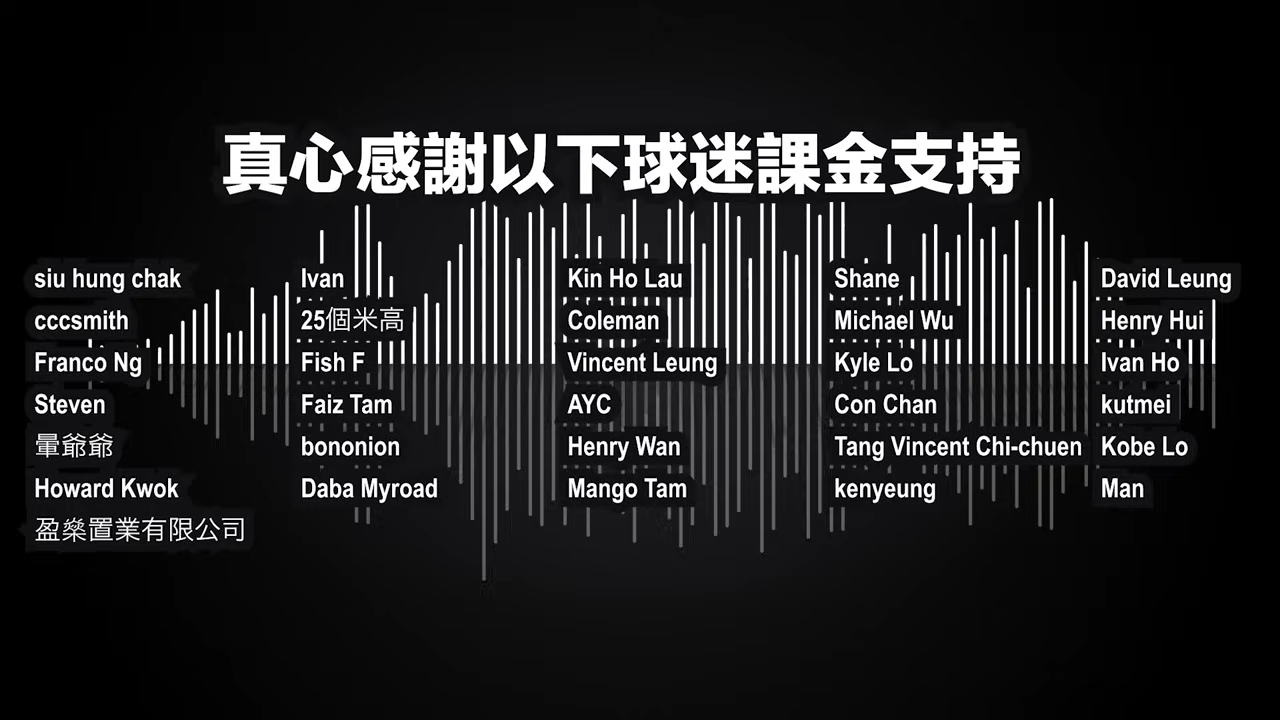 真心感謝以下球迷課金支持
siu hung chak
cccsmith
Franco Ng
Steven
暈爺爺
Howard Kwok
盈燊置業有限公司
Ivan
25個米高
Fish F
Faiz Tam
bononion
Daba Myroad
Kin Ho Lau
Coleman
Vincent Leung
AYC
Henry Wan
Mango Tam
Shane
Michael Wu
Kyle Lo
Con Chan
Tang Vincent Chi-chuen
kenyeung
David Leung
Henry Hui
Ivan Ho
kutmei
Kobe Lo
Man